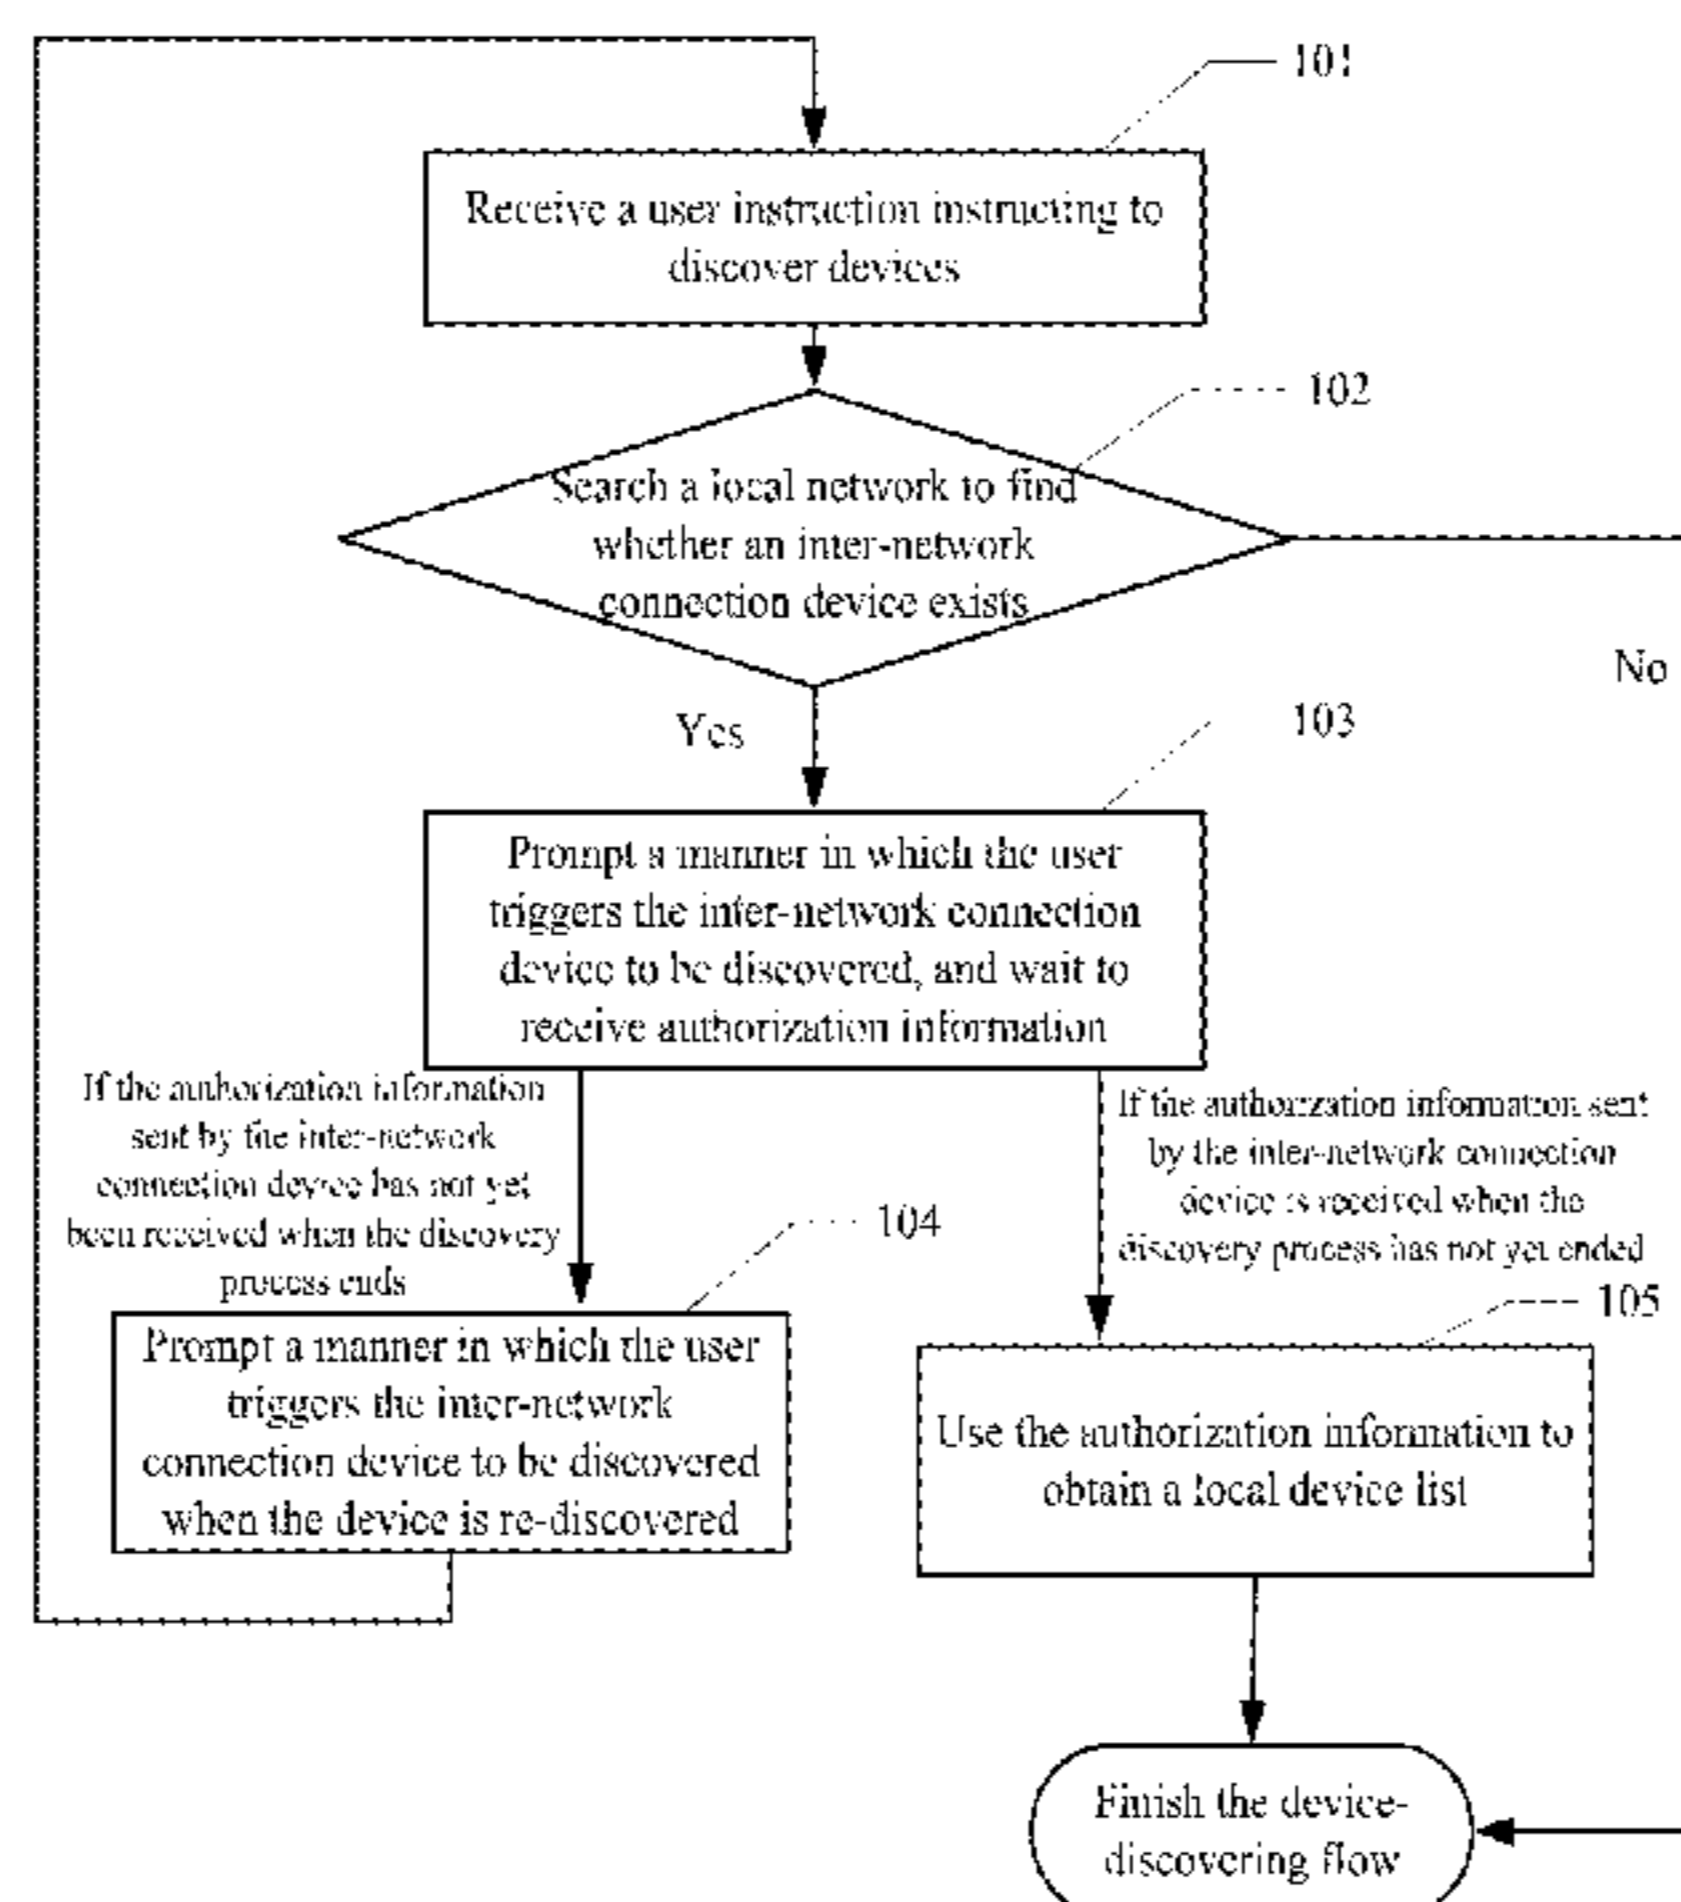 101
Receive a user instruction instructing to
discover devices
102
Search a local network to find
whether an inter-network
connection device exists
No
Yes
103
Prompt a manner in which the user
triggers the inter-network connection
device to be discovered, and wait to
receive authorization information
If the authorization information
sent by the inter-network
connection device has not yet
been received when the discovery
process ends
If the authorization information sent
by the inter-network connection
device is received when the
discovery process has not yet ended
104
105
Prompt a manner in which the user
triggers the inter-network
connection device to be discovered
when the device is re-discovered
Use the authorization information to
obtain a local device list
Finish the device-
discovering flow